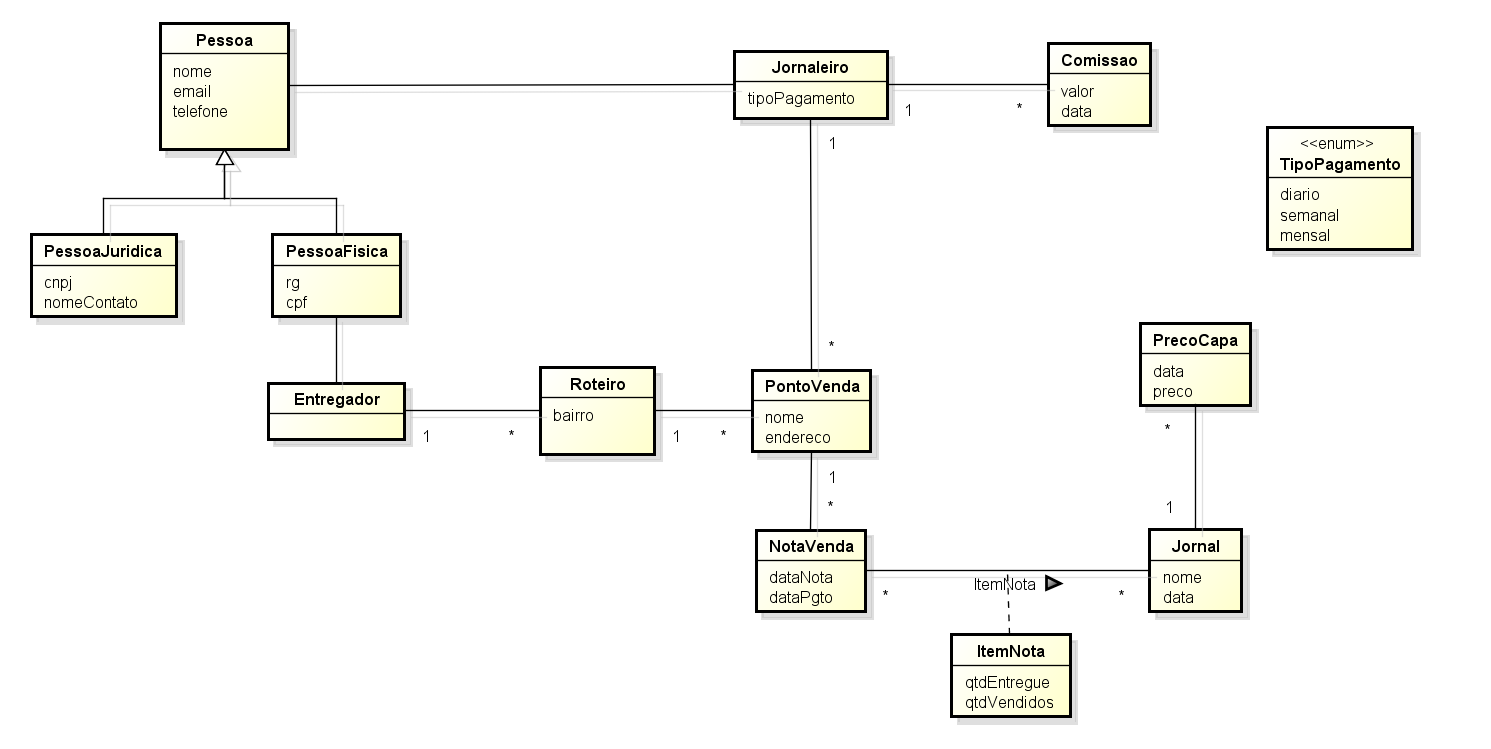 Pessoa
nome
email
telefone
Jornaleiro
tipoPagamento
1
*
Comissao
valor
data
<<enum>>
TipoPagamento
diario
semanal
mensal
1
*
PessoaJuridica
cnpj
nomeContato
PessoaFisica
rg
cpf
Entregador
1
*
Roteiro
bairro
1
*
PontoVenda
nome
endereco
1
*
PrecoCapa
data
preco
*
1
NotaVenda
dataNota
dataPgto
*
ItemNota
*
Jornal
nome
data
ItemNota
qtdEntregue
qtdVendidos